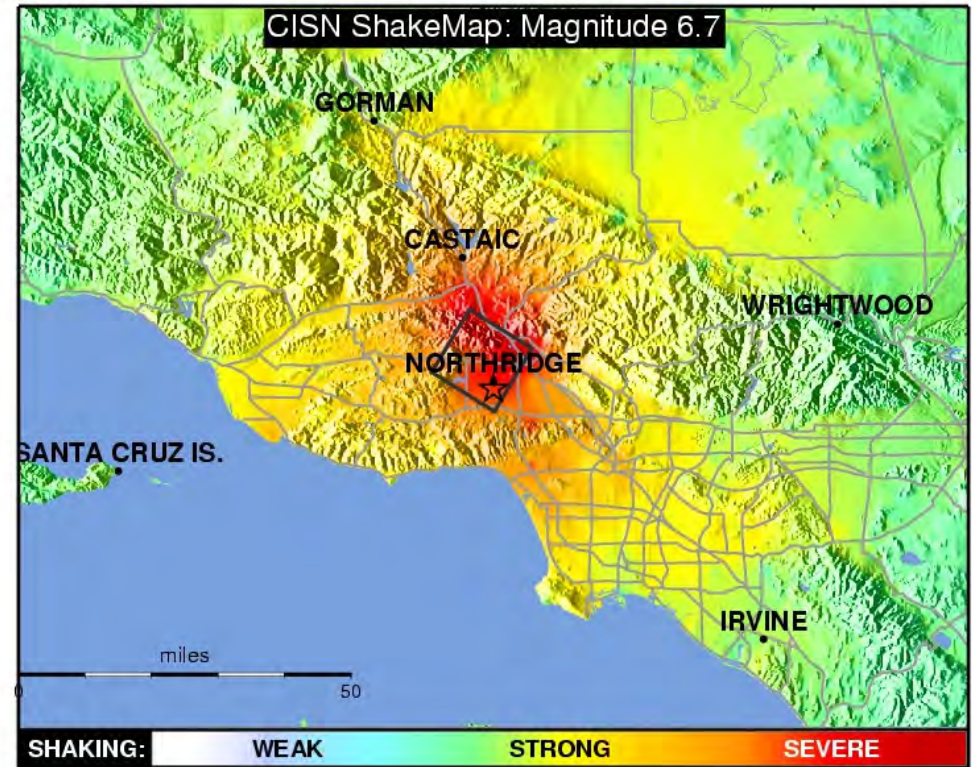 CISN ShakeMap: Magnitude 6.7
GORMAN
CASTAIC
WRIGHTWOOD
NORTHRIDGE
SANTA CRUZ IS.
IRVINE
miles
0 50
SHAKING: WEAK STRONG SEVERE